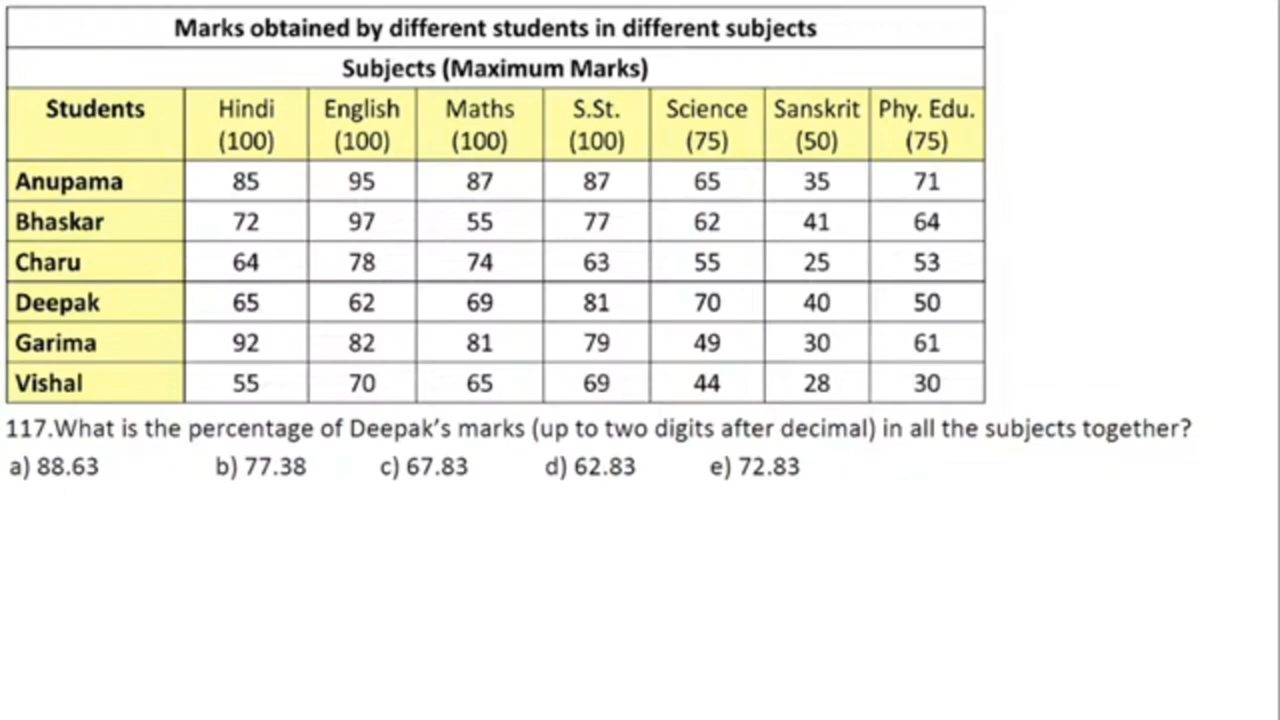 Marks obtained by different students in different subjects
Subjects (Maximum Marks)
Students Hindi English Maths S.St. Science Sanskrit Phy. Edu.
(100) (100) (100) (100) (75) (50) (75)
Anupama 85 95 87 87 65 35 71
Bhaskar 72 97 55 77 62 41 64
Charu 64 78 74 63 55 25 53
Deepak 65 62 69 81 70 40 50
Garima 92 82 81 79 49 30 61
Vishal 55 70 65 69 44 28 30
117.What is the percentage of Deepak's marks (up to two digits after decimal) in all the subjects together?
a) 88.63 b) 77.38 c) 67.83 d) 62.83 e) 72.83